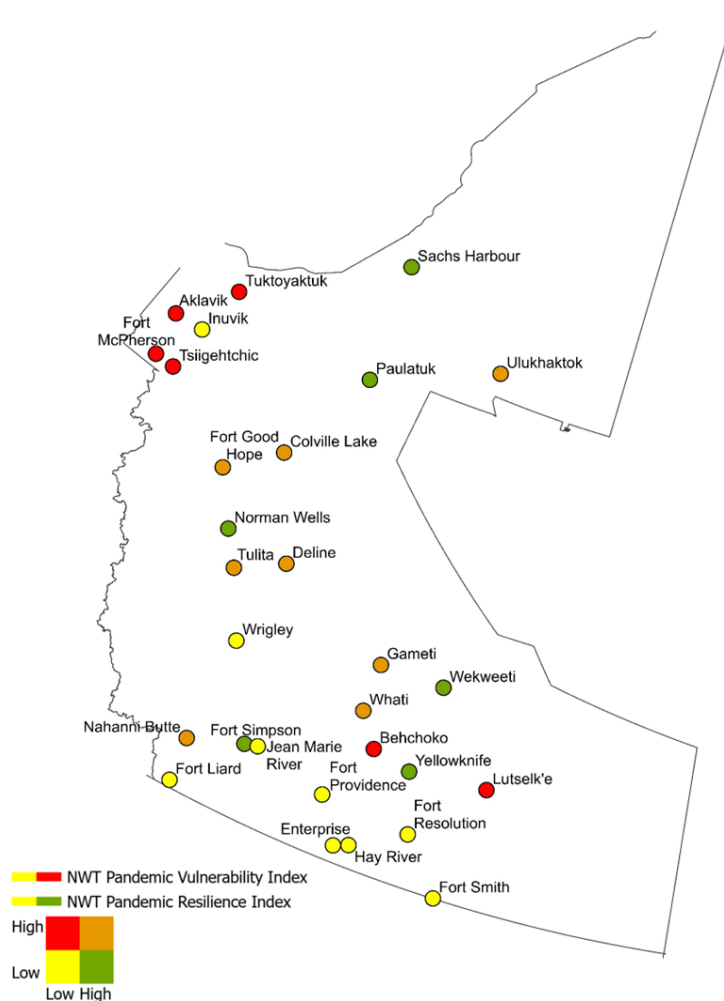 Sachs Harbour
Tuktoyaktuk
Aklavik
Fort
McPherson
Inuvik
Tsiigehtchic
Paulatuk
Ulukhaktok
Fort Good
Hope
Colville Lake
Norman Wells
Tulita
Deline
Wrigley
Gameti
Wekweeti
Whati
Nahanni Butte
Fort Simpson
Jean Marie
River
Behchoko
Fort Liard
Fort
Providence
Yellowknife
Lutselk'e
Fort
Resolution
Enterprise
Hay River
Fort Smith
NWT Pandemic Vulnerability Index
NWT Pandemic Resilience Index
High
Low
Low High